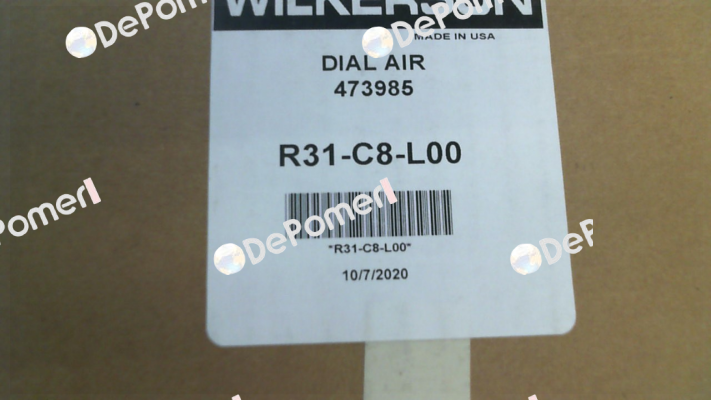 WILKERSON
MADE IN USA
DIAL AIR
473985
R31-C8-L00
"R31-C8-L00"
10/7/2020
DePomerl
DePomerl
DePomerl
DePomerl